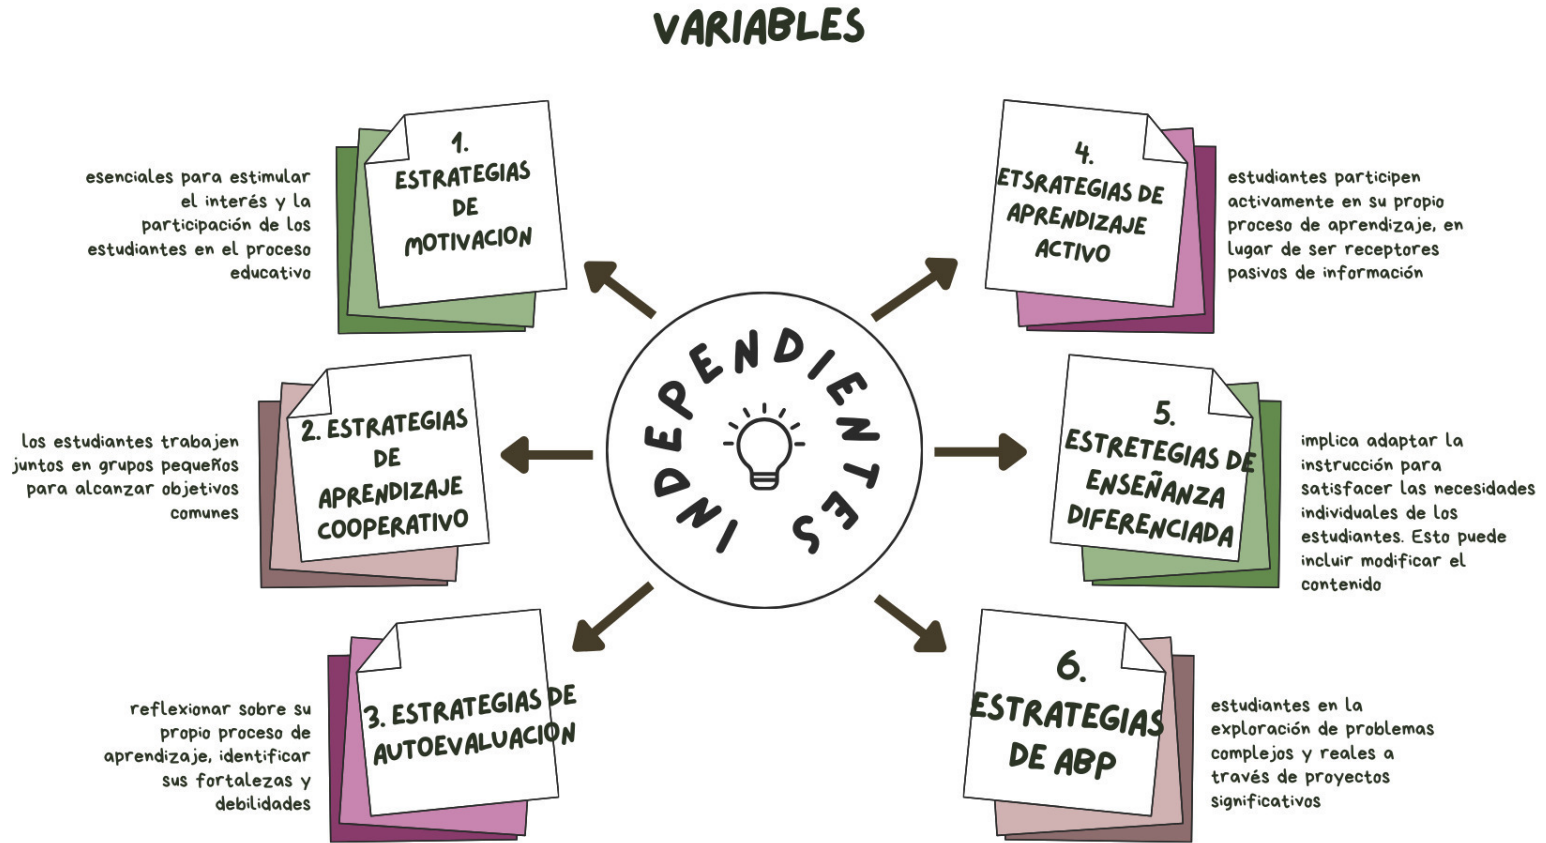 VARIABLES
1.
ESTRATEGIAS
DE
MOTIVACION
esenciales para estimular
el interés y la
participación de los
estudiantes en el proceso
educativo
2. ESTRATEGIAS
DE
APRENDIZAJE
COOPERATIVO
los estudiantes trabajen
juntos en grupos pequeños
para alcanzar objetivos
comunes
3. ESTRATEGIAS DE
AUTOEVALUACION
reflexionar sobre su
propio proceso de
aprendizaje, identificar
sus fortalezas y
debilidades
INDEPENDIENTES
4.
ETSRATEGIAS DE
APRENDIZAJE
ACTIVO
estudiantes participen
activamente en su propio
proceso de aprendizaje, en
lugar de ser receptores
pasivos de información
5.
ESTRETEGIAS DE
ENSEÑANZA
DIFERENCIADA
implica adaptar la
instrucción para
satisfacer las necesidades
individuales de los
estudiantes. Esto puede
incluir modificar el
contenido
6.
ESTRATEGIAS
DE ABP
estudiantes en la
exploración de problemas
complejos y reales a
través de proyectos
significativos